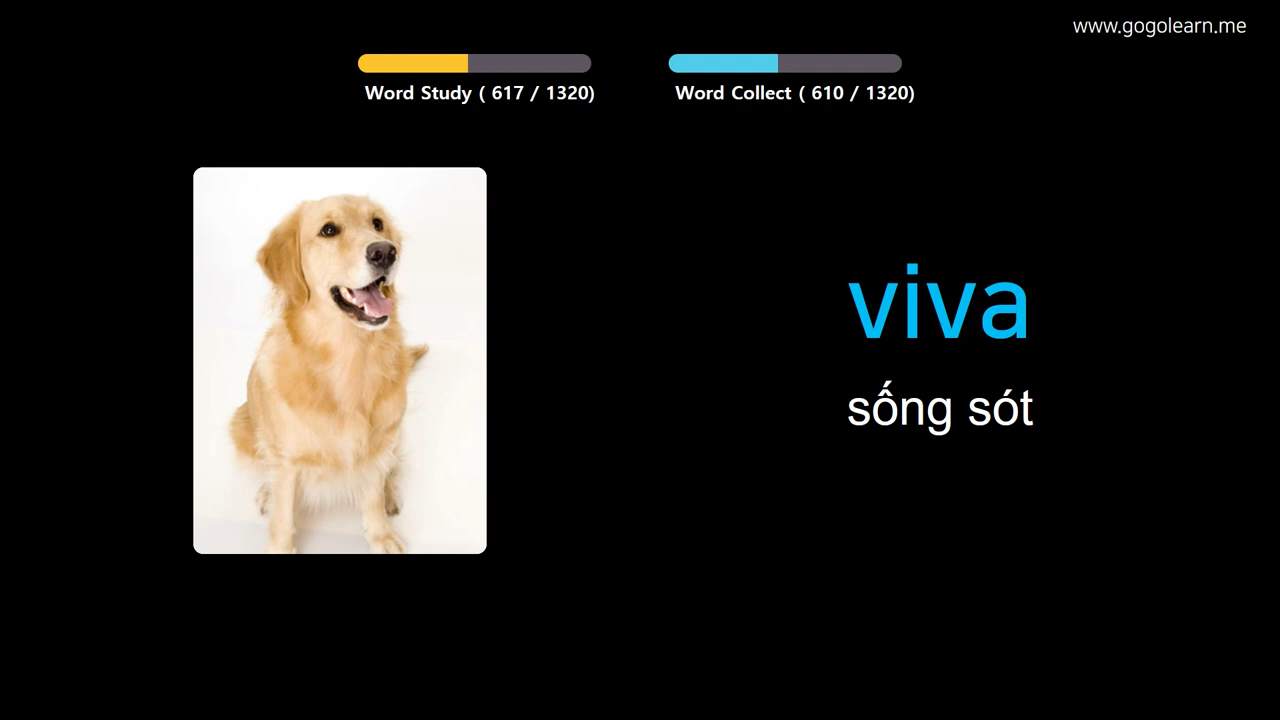 www.gogolearn.me
Word Study ( 617 / 1320)
Word Collect ( 610 / 1320)
viva
sống sót